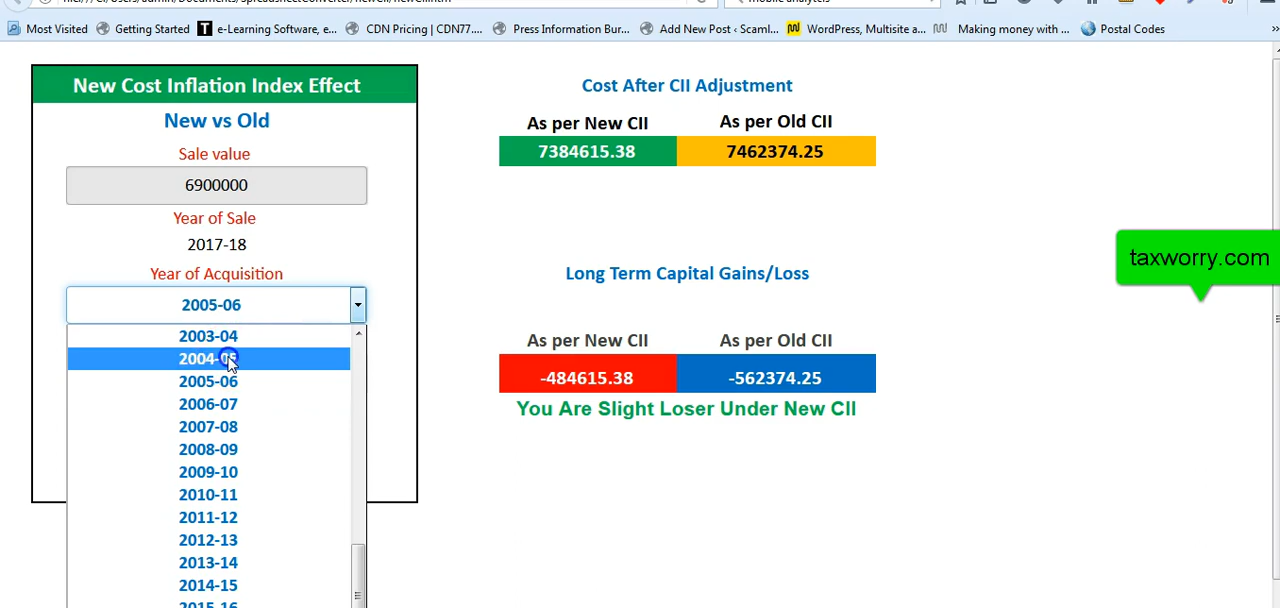 Most Visited Getting Started e-Learning Software, e... CDN Pricing | CDN77.... Press Information Bur... Add New Post ‹ Scaml... WordPress, Multisite a... Making money with ... Postal Codes »
New Cost Inflation Index Effect
New vs Old
Sale value
6900000
Year of Sale
2017-18
Year of Acquisition
2005-06
2003-04
2004-05
2005-06
2006-07
2007-08
2008-09
2009-10
2010-11
2011-12
2012-13
2013-14
2014-15
2015-16
Cost After CII Adjustment
As per New CII As per Old CII
7384615.38 7462374.25
Long Term Capital Gains/Loss
As per New CII As per Old CII
-484615.38 -562374.25
You Are Slight Loser Under New CII
taxworry.com